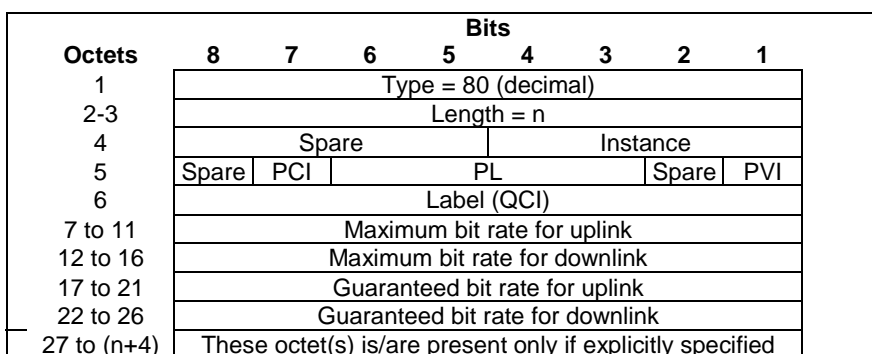 Bits
Octets 8 7 6 5 4 3 2 1
1 Type = 80 (decimal)
2-3 Length = n
4 Spare Instance
5 Spare PCI PL Spare PVI
6 Label (QCI)
7 to 11 Maximum bit rate for uplink
12 to 16 Maximum bit rate for downlink
17 to 21 Guaranteed bit rate for uplink
22 to 26 Guaranteed bit rate for downlink
27 to (n+4) These octet(s) is/are present only if explicitly specified